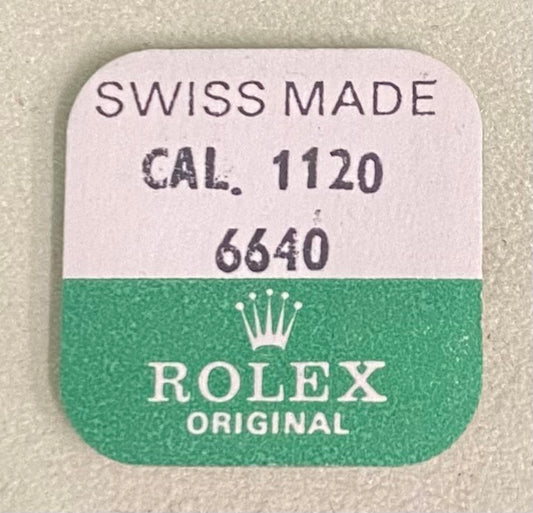 SWISS MADE
CAL. 1120
6640
ROLEX
ORIGINAL